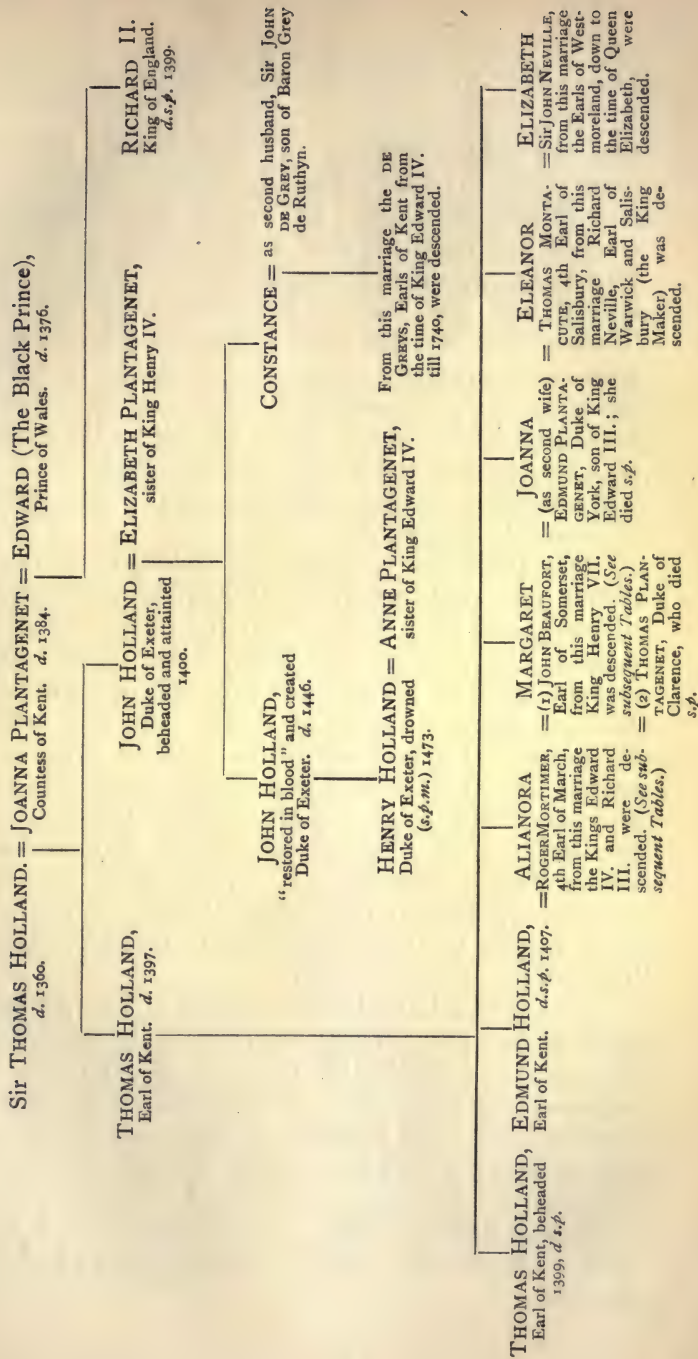 Sir THOMAS HOLLAND. = JOANNA PLANTAGENET = EDWARD (The Black Prince),
d. 1360.
Countess of Kent. d. 1384.
Prince of Wales. d. 1376.
THOMAS HOLLAND,
Earl of Kent. d. 1397.
JOHN HOLLAND = ELIZABETH PLANTAGENET,
Duke of Exeter,
beheaded and attainted
1400.
sister of King Henry IV.
RICHARD II.
King of England.
d.s.p. 1399.
JOHN HOLLAND,
"restored in blood" and created
Duke of Exeter. d. 1446.
CONSTANCE = as second husband, Sir JOHN
DE GREY, son of Baron Grey
de Ruthyn.
HENRY HOLLAND = ANNE PLANTAGENET,
Duke of Exeter, drowned
(s.p.m.) 1473.
sister of King Edward IV.
From this marriage the DE
GREYS, Earls of Kent from
the time of King Edward IV.
till 1740, were descended.
THOMAS HOLLAND,
Earl of Kent, beheaded
1399, d s.p.
EDMUND HOLLAND,
Earl of Kent. d.s.p. 1407.
ALIANORA
=ROGER MORTIMER,
4th Earl of March,
from this marriage
the Kings Edward
IV. and Richard
III. were de-
scended. (See sub-
sequent Tables.)
MARGARET
=(1) JOHN BEAUFORT,
Earl of Somerset,
from this marriage
King Henry VII.
was descended. (See
subsequent Tables.)
=(2) THOMAS PLAN-
TAGENET, Duke of
Clarence, who died
s.p.
JOANNA
= (as second wife)
EDMUND PLANTA-
GENET, Duke of
York, son of King
Edward III.; she
died s.p.
ELEANOR
= THOMAS MONTA-
CUTE, 4th Earl of
Salisbury, from this
marriage Richard
Neville, Earl of
Warwick and Salis-
bury (the King
Maker) was de-
scended.
ELIZABETH
=Sir JOHN NEVILLE,
from this marriage
the Earls of West-
moreland, down to
the time of Queen
Elizabeth, were
descended.